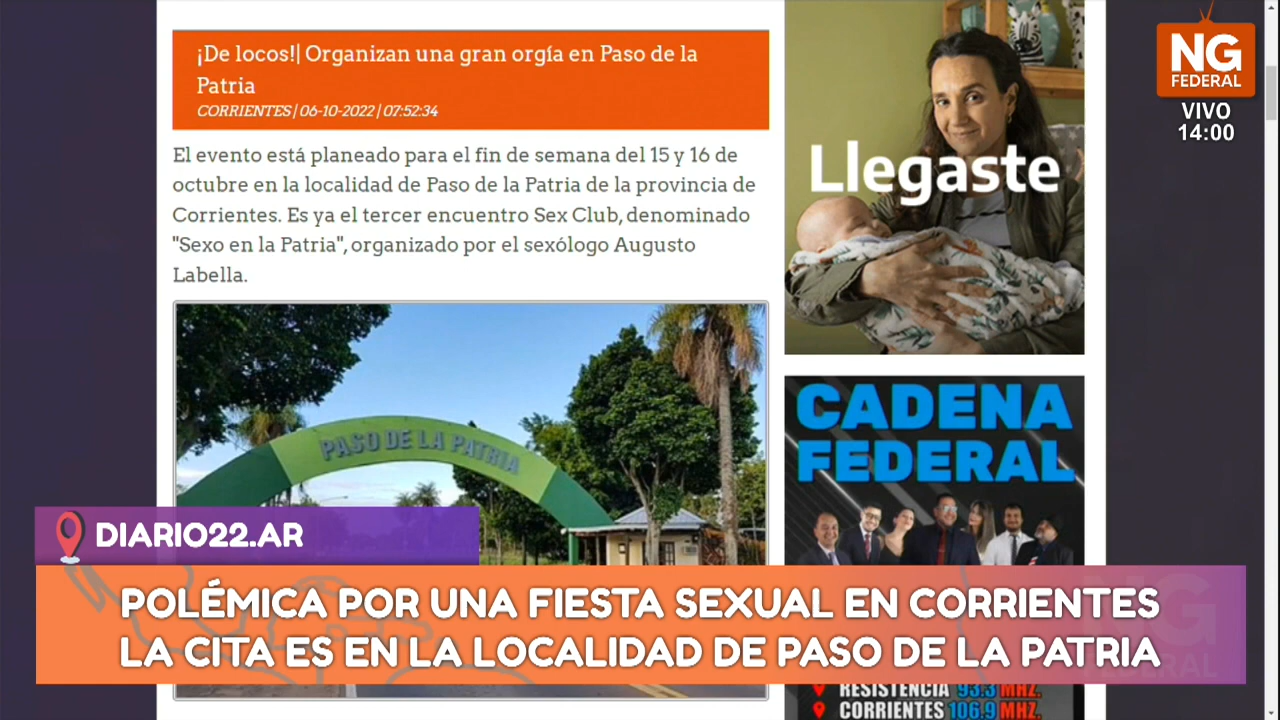 ¡De locos!| Organizan una gran orgía en Paso de la
Patria
CORRIENTES | 06-10-2022 | 07:52:34
El evento está planeado para el fin de semana del 15 y 16 de
octubre en la localidad de Paso de la Patria de la provincia de
Corrientes. Es ya el tercer encuentro Sex Club, denominado
"Sexo en la Patria", organizado por el sexólogo Augusto
Labella.
PASO DE LA PATRIA
Llegaste
CADENA
FEDERAL
RESISTENCIA 93.3 MHZ.
CORRIENTES 106.9 MHZ.
NG
FEDERAL
VIVO
14:00
DIARIO22.AR
POLÉMICA POR UNA FIESTA SEXUAL EN CORRIENTES
LA CITA ES EN LA LOCALIDAD DE PASO DE LA PATRIA
NG
FEDERAL